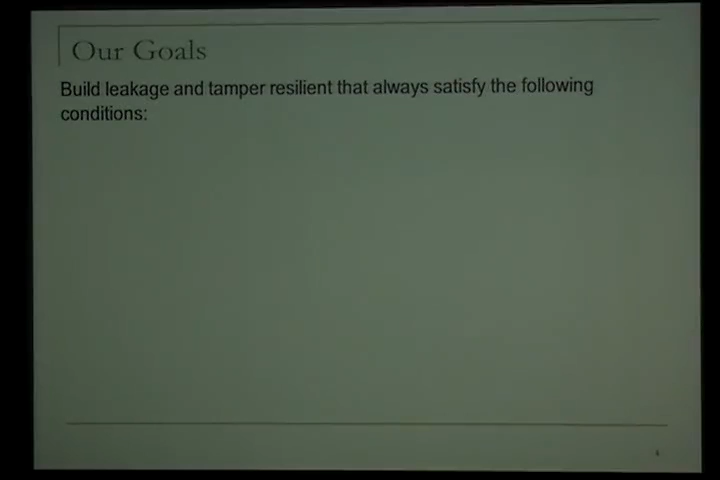 Our Goals
Build leakage and tamper resilient that always satisfy the following
conditions: